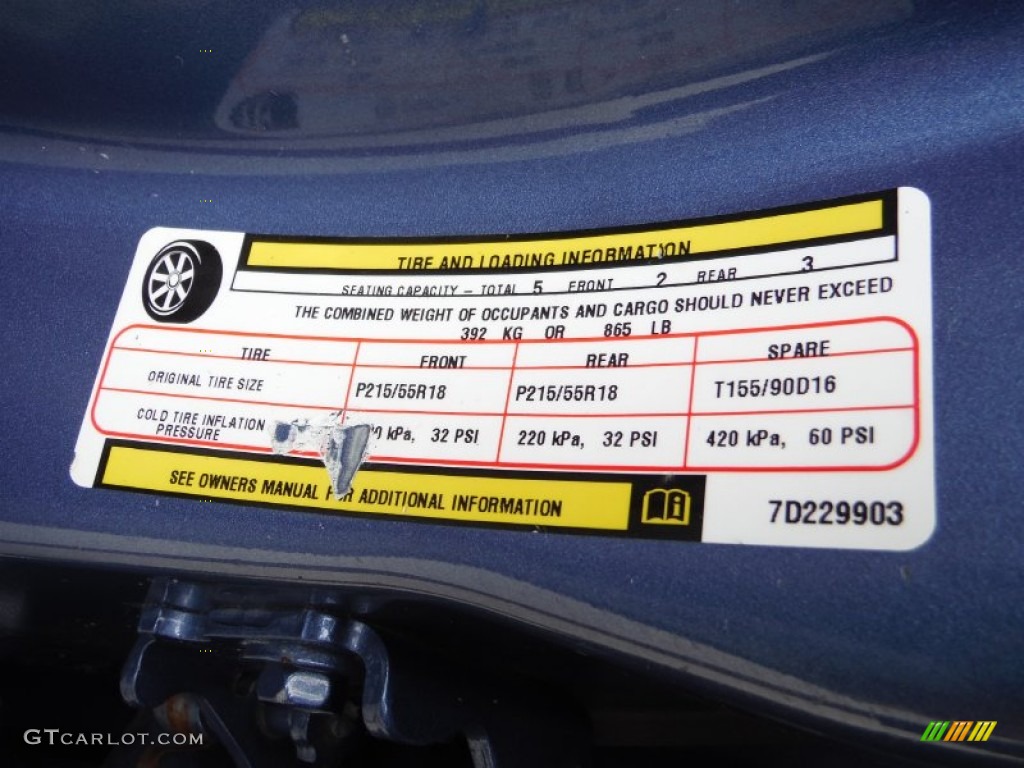 TIRE AND LOADING INFORMATION
SEATING CAPACITY - TOTAL 5 FRONT 2 REAR 3
THE COMBINED WEIGHT OF OCCUPANTS AND CARGO SHOULD NEVER EXCEED
392 KG OR 865 LB
TIRE FRONT REAR SPARE
ORIGINAL TIRE SIZE P215/55R18 P215/55R18 T155/90D16
COLD TIRE INFLATION
PRESSURE kPa, 32 PSI 220 kPa, 32 PSI 420 kPa, 60 PSI
SEE OWNERS MANUAL FOR ADDITIONAL INFORMATION
7D229903
GTCARLOT.COM